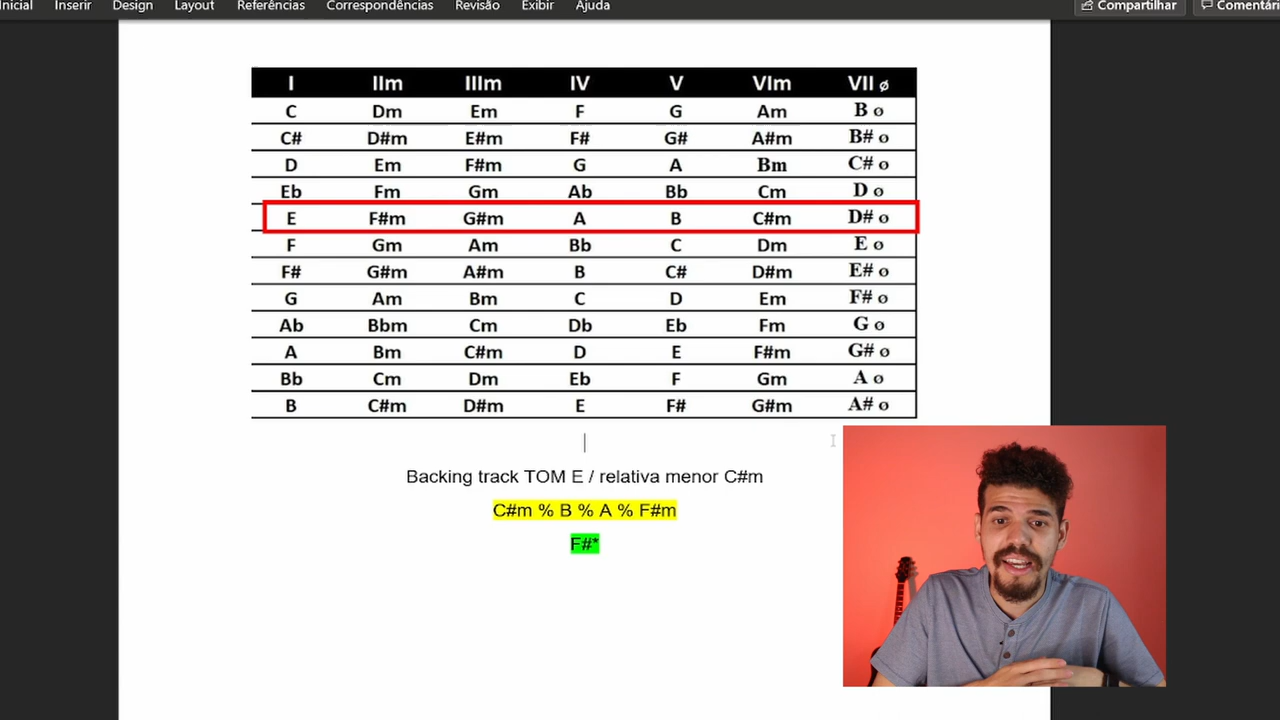 Inicial Inserir Design Layout Referências Correspondências Revisão Exibir Ajuda Compartilhar Comentári
I IIm IIIm IV V VIm VII ø
C Dm Em F G Am B ø
C# D#m E#m F# G# A#m B# ø
D Em F#m G A Bm C# ø
Eb Fm Gm Ab Bb Cm D ø
E F#m G#m A B C#m D# ø
F Gm Am Bb C Dm E ø
F# G#m A#m B C# D#m E# ø
G Am Bm C D Em F# ø
Ab Bbm Cm Db Eb Fm G ø
A Bm C#m D E F#m G# ø
Bb Cm Dm Eb F Gm A ø
B C#m D#m E F# G#m A# ø
Backing track TOM E / relativa menor C#m
C#m % B % A % F#m
F#*